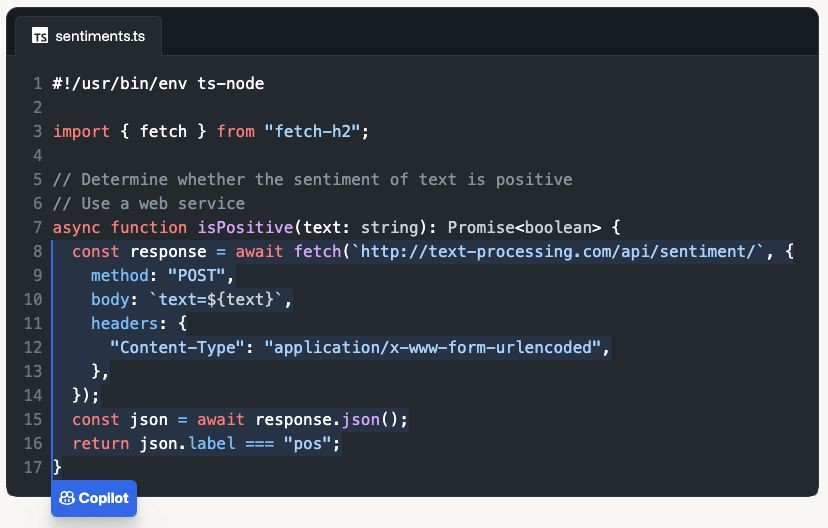 TS sentiments.ts
1 #!/usr/bin/env ts-node
2
3 import { fetch } from "fetch-h2";
4
5 // Determine whether the sentiment of text is positive
6 // Use a web service
7 async function isPositive(text: string): Promise<boolean> {
8   const response = await fetch(`http://text-processing.com/api/sentiment/`, {
9     method: "POST",
10     body: `text=${text}`,
11     headers: {
12       "Content-Type": "application/x-www-form-urlencoded",
13     },
14   });
15   const json = await response.json();
16   return json.label === "pos";
17 }
Copilot